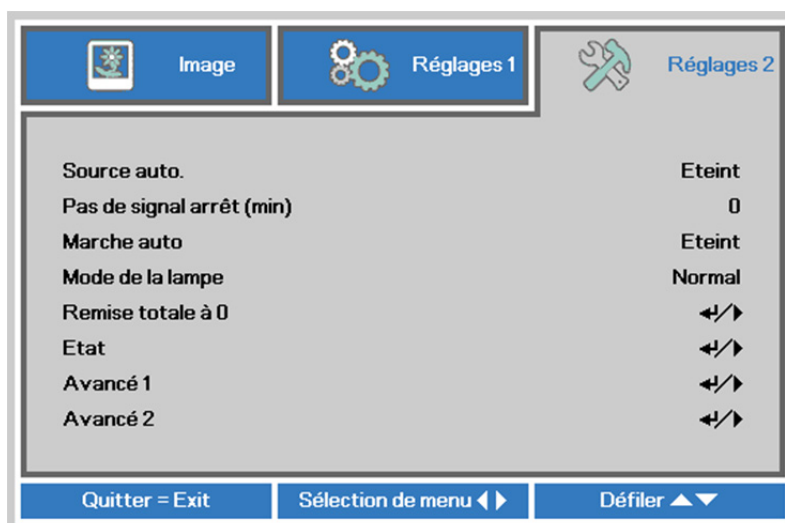 Image
Réglages 1
Réglages 2
Source auto. Eteint
Pas de signal arrêt (min) 0
Marche auto Eteint
Mode de la lampe Normal
Remise totale à 0
Etat
Avancé 1
Avancé 2
Quitter = Exit
Sélection de menu
Défiler